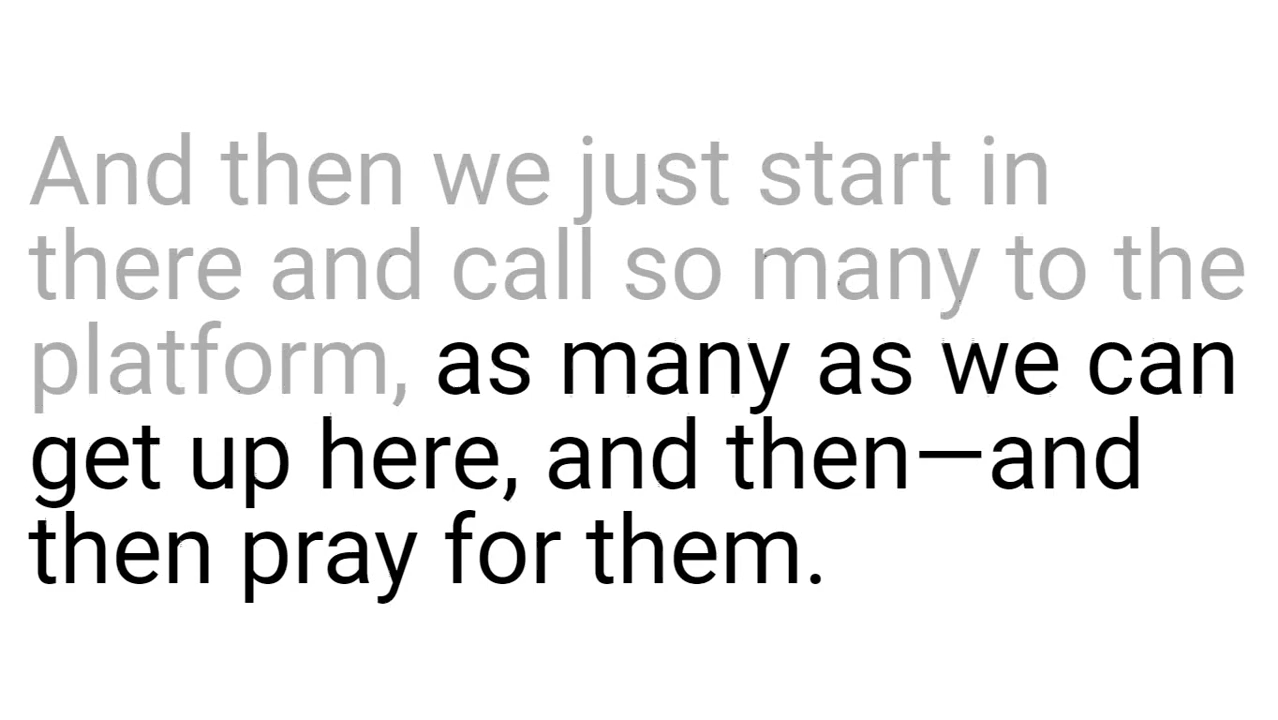 And then we just start in
there and call so many to the
platform, as many as we can
get up here, and then—and
then pray for them.